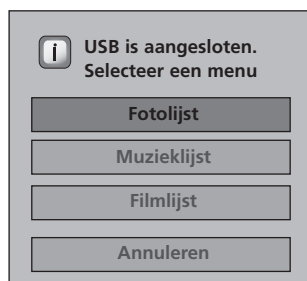 USB is aangesloten.
Selecteer een menu
Fotolijst
Muzieklijst
Filmlijst
Annuleren